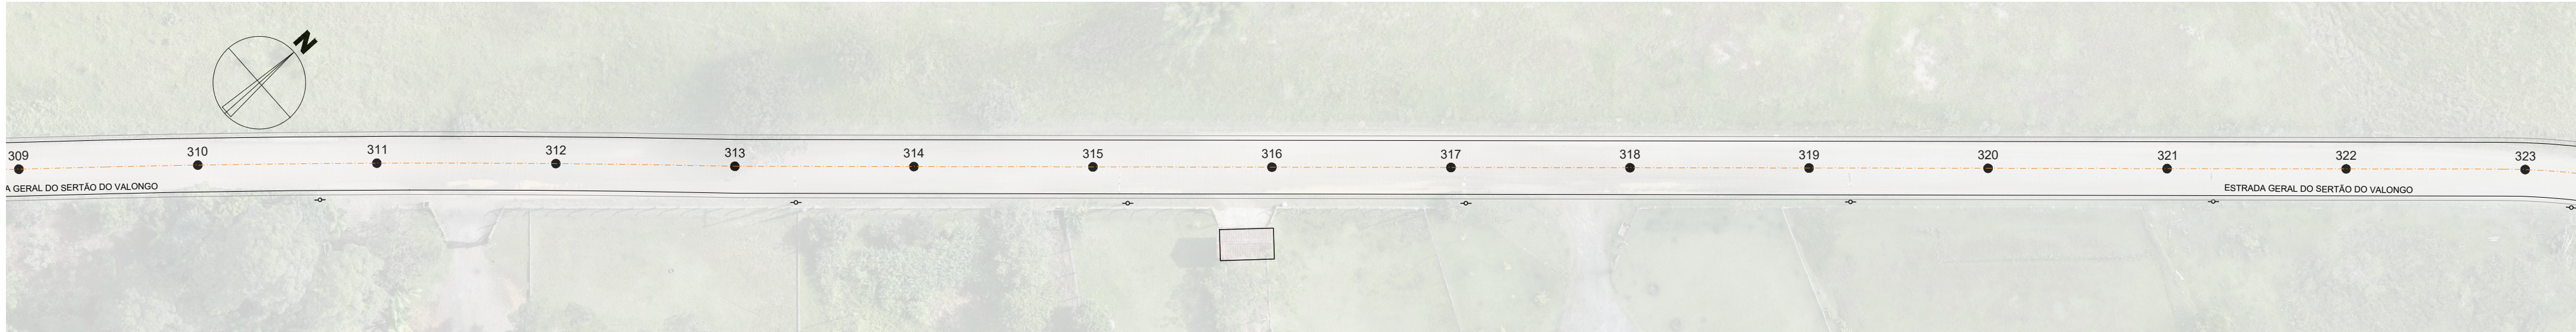 N
309 310 311 312 313 314 315 316 317 318 319 320 321 322 323
A GERAL DO SERTÃO DO VALONGO
ESTRADA GERAL DO SERTÃO DO VALONGO